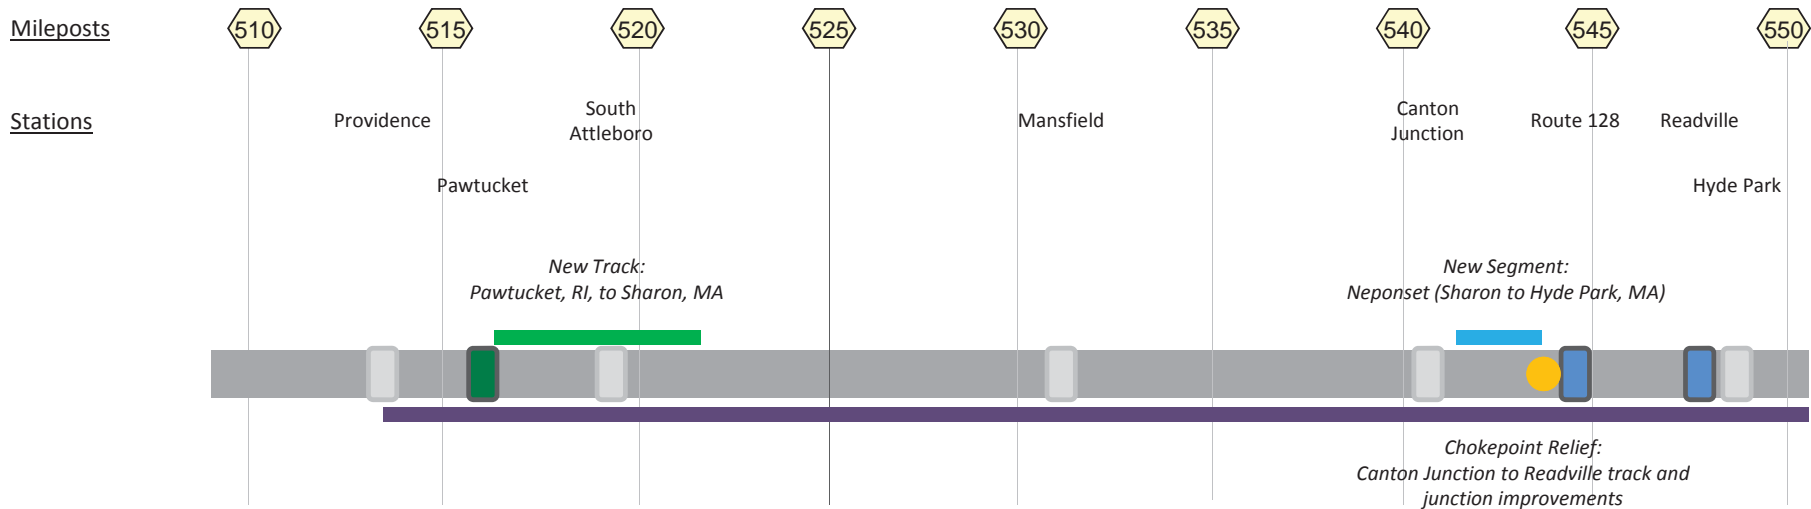 Mileposts
510
515
520
525
530
535
540
545
550
Stations
Providence
South
Attleboro
Mansfield
Canton
Junction
Route 128
Readville
Pawtucket
Hyde Park
New Track:
Pawtucket, RI, to Sharon, MA
New Segment:
Neponset (Sharon to Hyde Park, MA)
Chokepoint Relief:
Canton Junction to Readville track and
junction improvements